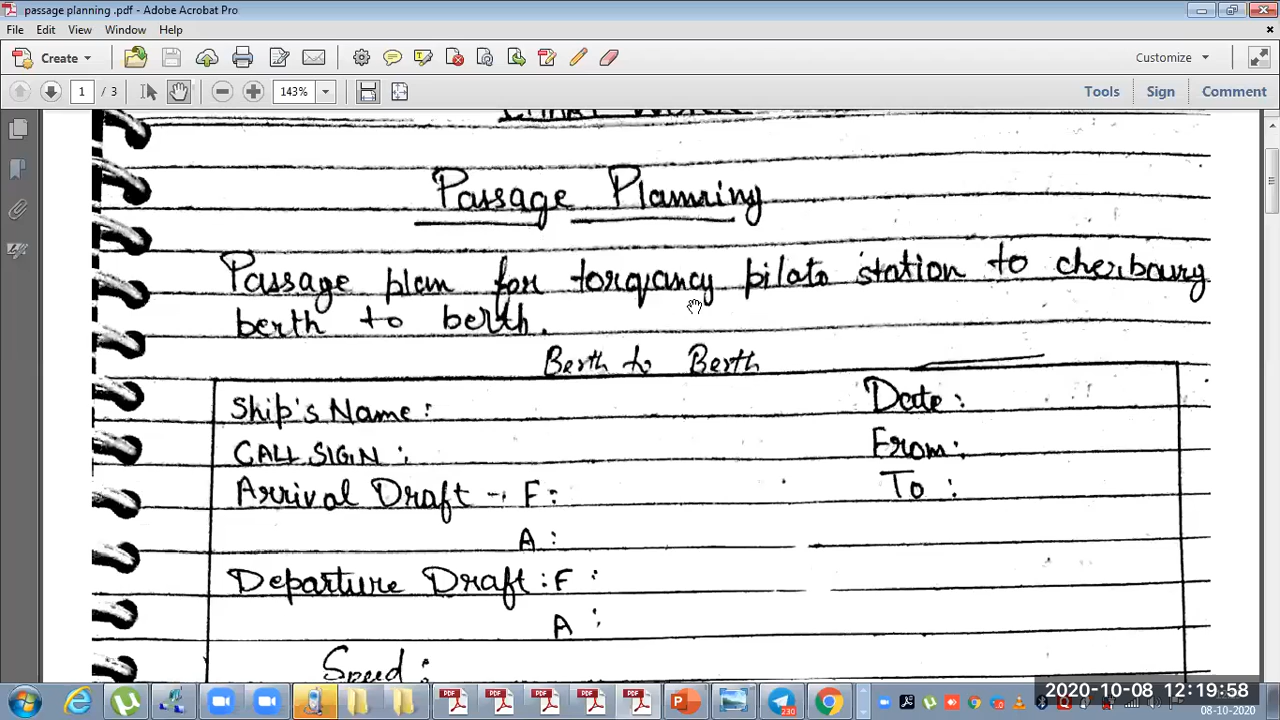 passage planning .pdf - Adobe Acrobat Pro
File Edit View Window Help
Create Customize
1 / 3 143% Tools Sign Comment
Passage Planning
Passage plan for torquancy pilots station to cherbourg
berth to berth.
Berth to Berth
Ship's Name : Date :
CALL SIGN : From :
Arrival Draft - F : To :
A :
Departure Draft : F :
A :
Speed :
230
2020-10-08 12:19:58
08-10-2020